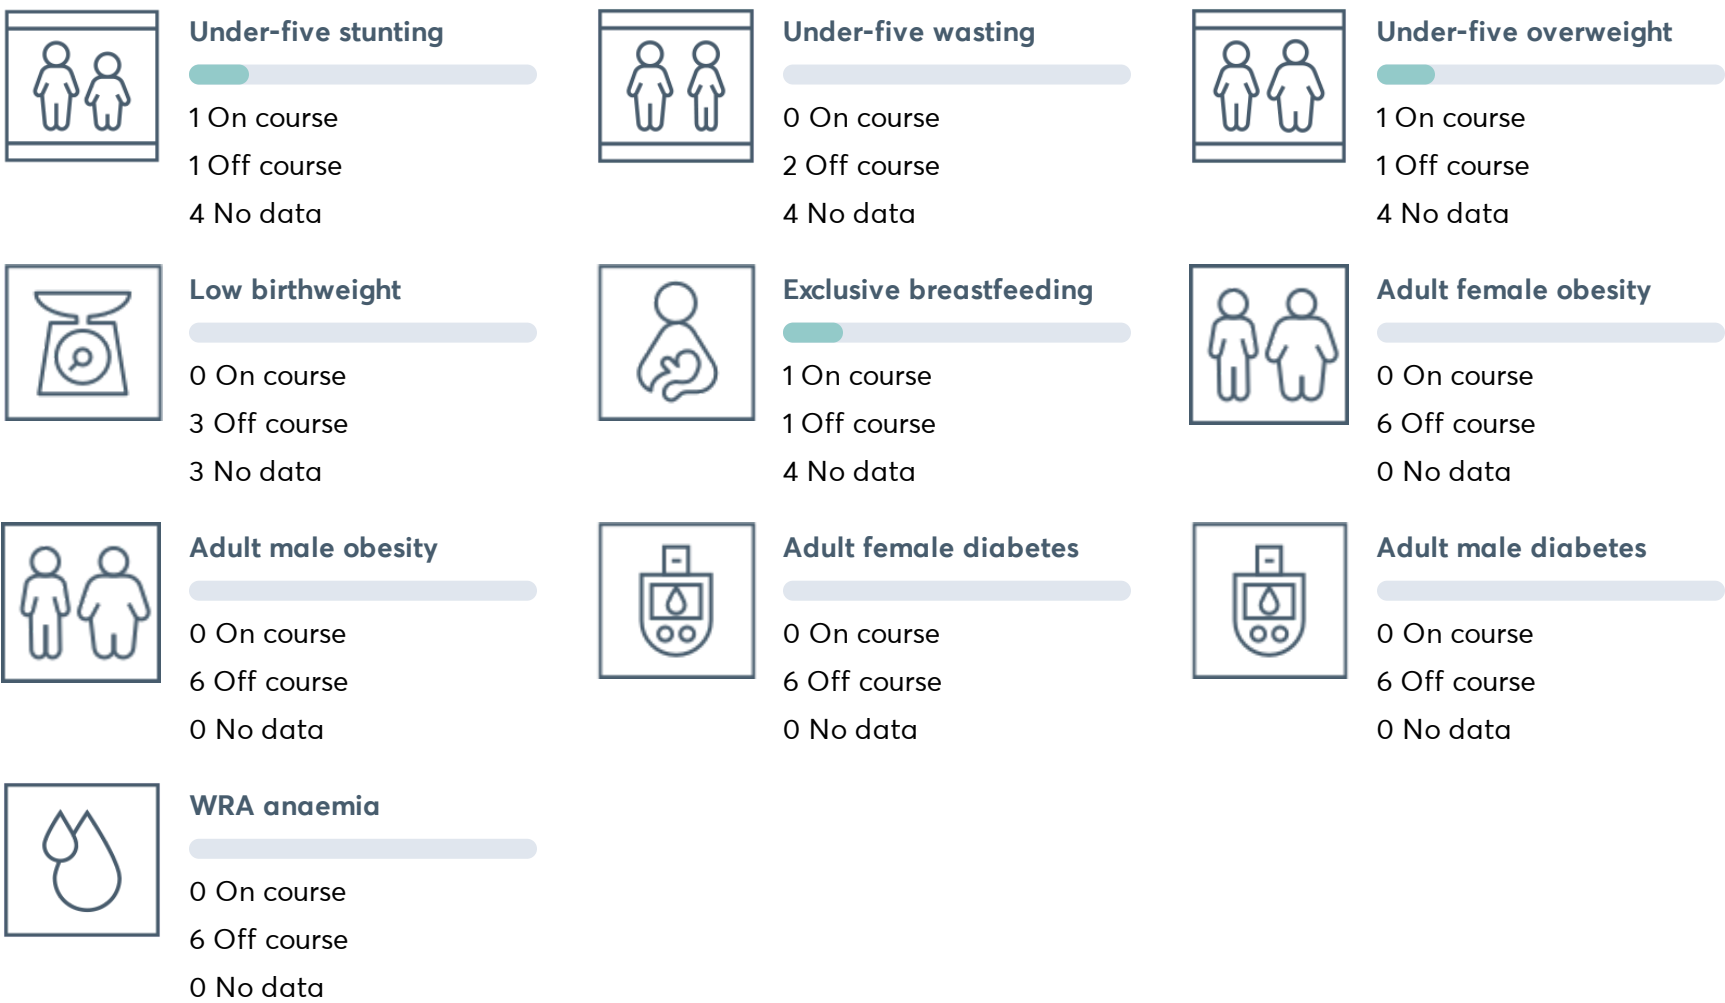 Under-five stunting
1 On course
1 Off course
4 No data
Under-five wasting
0 On course
2 Off course
4 No data
Under-five overweight
1 On course
1 Off course
4 No data
Low birthweight
0 On course
3 Off course
3 No data
Exclusive breastfeeding
1 On course
1 Off course
4 No data
Adult female obesity
0 On course
6 Off course
0 No data
Adult male obesity
0 On course
6 Off course
0 No data
Adult female diabetes
0 On course
6 Off course
0 No data
Adult male diabetes
0 On course
6 Off course
0 No data
WRA anaemia
0 On course
6 Off course
0 No data